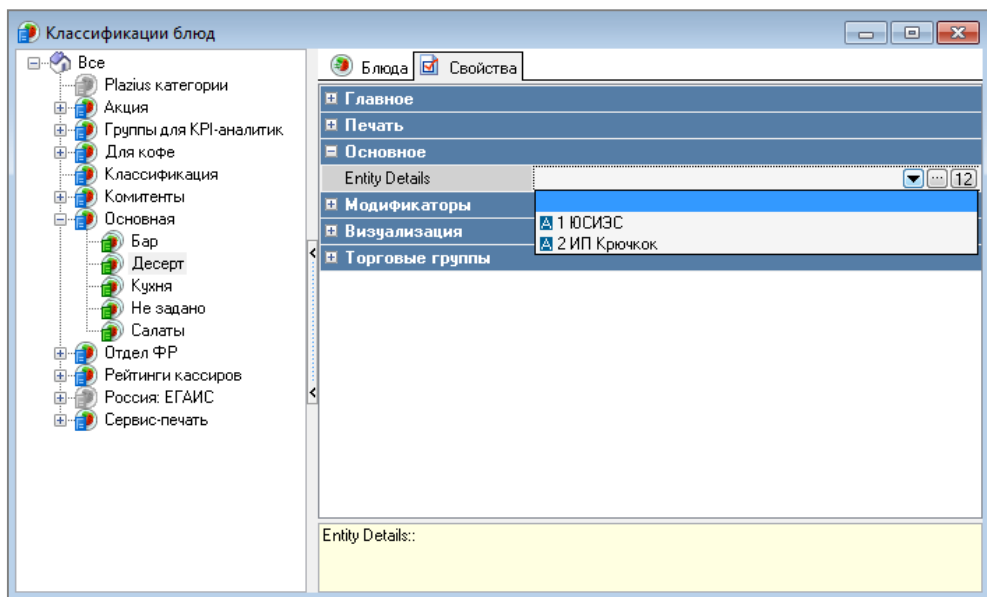 Классификации блюд
Все
Plazius категории
Акция
Группы для KPI-аналитик
Для кофе
Классификация
Комитенты
Основная
Бар
Десерт
Кухня
Не задано
Салаты
Отдел ФР
Рейтинги кассиров
Россия: ЕГАИС
Сервис-печать
Блюда Свойства
Главное
Печать
Основное
Entity Details 12
Модификаторы
A 1 ЮСИЭС
Визуализация
A 2 ИП Крючкок
Торговые группы
Entity Details::